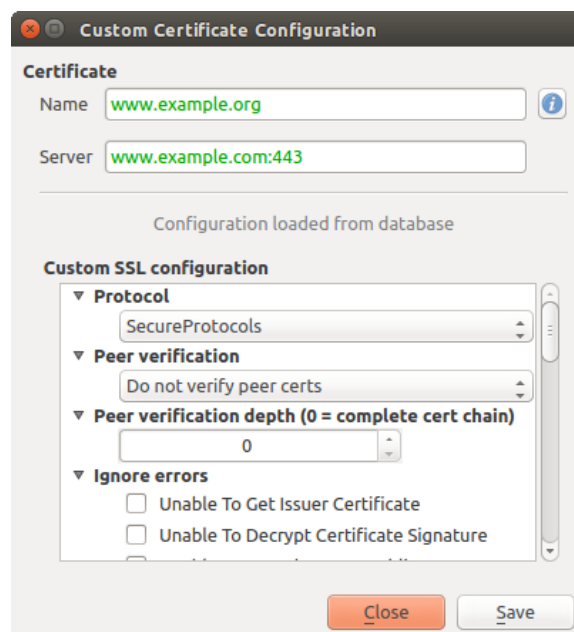 Custom Certificate Configuration
Certificate
Name www.example.org
Server www.example.com:443
Configuration loaded from database
Custom SSL configuration
Protocol
SecureProtocols
Peer verification
Do not verify peer certs
Peer verification depth (0 = complete cert chain)
0
Ignore errors
Unable To Get Issuer Certificate
Unable To Decrypt Certificate Signature
Close Save